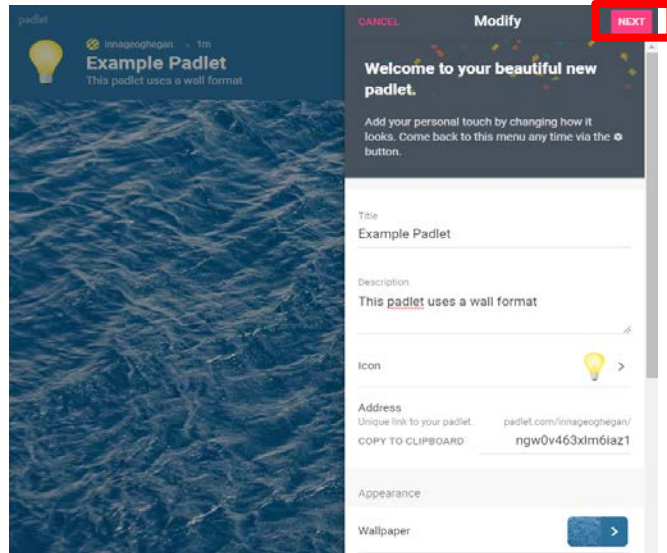 padlet
innageoghegan 1m
Example Padlet
This padlet uses a wall format
CANCEL Modify NEXT
Welcome to your beautiful new
padlet.
Add your personal touch by changing how it
looks. Come back to this menu any time via the
button.
Title
Example Padlet
Description
This padlet uses a wall format
Icon
Address
Unique link to your padlet. padlet.com/innageoghegan/
COPY TO CLIPBOARD ngw0v463xlm6iaz1
Appearance
Wallpaper